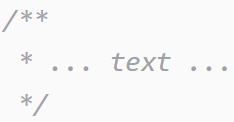 /**
 * ... text ...
 */